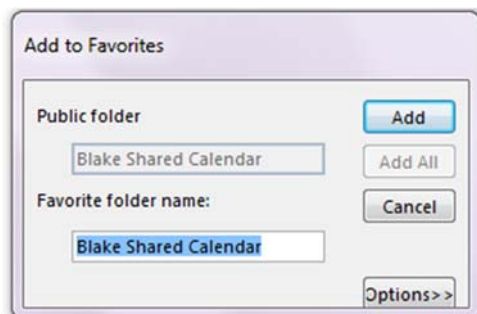 Add to Favorites
Public folder
Add
Blake Shared Calendar
Add All
Favorite folder name:
Cancel
Blake Shared Calendar
Options>>